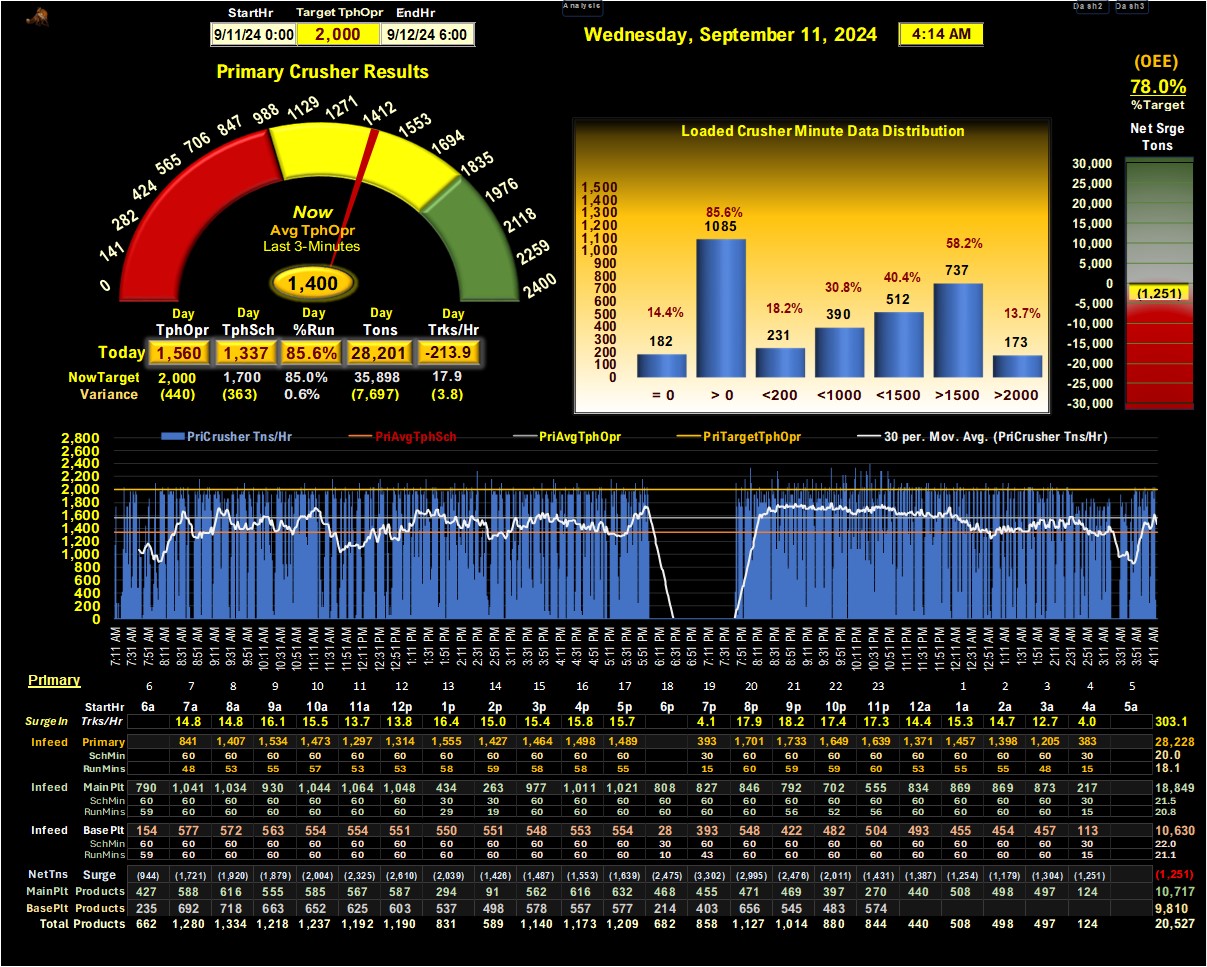 Analysis
Dash2 Dash3
StartHr Target TphOpr EndHr
9/11/24 0:00 2,000 9/12/24 6:00
Wednesday, September 11, 2024 4:14 AM
(OEE)
78.0%
%Target
Primary Crusher Results
0 141 282 424 565 706 847 988 1129 1271 1412 1553 1694 1835 1976 2118 2259 2400
Now
Avg TphOpr
Last 3-Minutes
1,400
Day Day Day Day Day
TphOpr TphSch %Run Tons Trks/Hr
Today 1,560 1,337 85.6% 28,201 -213.9
NowTarget 2,000 1,700 85.0% 35,898 17.9
Variance (440) (363) 0.6% (7,697) (3.8)
Loaded Crusher Minute Data Distribution
1,500
1,400
1,300
1,200
1,100
1,000
900
800
700
600
500
400
300
200
100
0
14.4% 85.6% 18.2% 30.8% 40.4% 58.2% 13.7%
182 1085 231 390 512 737 173
= 0 > 0 <200 <1000 <1500 >1500 >2000
Net Srge
Tons
30,000
25,000
20,000
15,000
10,000
5,000
0
(1,251)
-5,000
-10,000
-15,000
-20,000
-25,000
-30,000
PriCrusher Tns/Hr PriAvgTphSch PriAvgTphOpr PriTargetTphOpr 30 per. Mov. Avg. (PriCrusher Tns/Hr)
2,800
2,600
2,400
2,200
2,000
1,800
1,600
1,400
1,200
1,000
800
600
400
200
0
7:11 AM 7:31 AM 7:51 AM 8:11 AM 8:31 AM 8:51 AM 9:11 AM 9:31 AM 9:51 AM 10:11 AM 10:31 AM 10:51 AM 11:11 AM 11:31 AM 11:51 AM 12:11 PM 12:31 PM 12:51 PM 1:11 PM 1:31 PM 1:51 PM 2:11 PM 2:31 PM 2:51 PM 3:11 PM 3:31 PM 3:51 PM 4:11 PM 4:31 PM 4:51 PM 5:11 PM 5:31 PM 5:51 PM 6:11 PM 6:31 PM 6:51 PM 7:11 PM 7:31 PM 7:51 PM 8:11 PM 8:31 PM 8:51 PM 9:11 PM 9:31 PM 9:51 PM 10:11 PM 10:31 PM 10:51 PM 11:11 PM 11:31 PM 11:51 PM 12:11 AM 12:31 AM 12:51 AM 1:11 AM 1:31 AM 1:51 AM 2:11 AM 2:31 AM 2:51 AM 3:11 AM 3:31 AM 3:51 AM 4:11 AM
Primary
6 7 8 9 10 11 12 13 14 15 16 17 18 19 20 21 22 23 1 2 3 4 5
StartHr 6a 7a 8a 9a 10a 11a 12p 1p 2p 3p 4p 5p 6p 7p 8p 9p 10p 11p 12a 1a 2a 3a 4a 5a
SurgeIn Trks/Hr 14.8 14.8 16.1 15.5 13.7 13.8 16.4 15.0 15.4 15.8 15.7 4.1 17.9 18.2 17.4 17.3 14.4 15.3 14.7 12.7 4.0 303.1
Infeed Primary 841 1,407 1,534 1,473 1,297 1,314 1,555 1,427 1,464 1,498 1,489 393 1,701 1,733 1,649 1,639 1,371 1,457 1,398 1,205 383 28,228
SchMin 60 60 60 60 60 60 60 60 60 60 60 30 60 60 60 60 60 60 60 60 30 20.0
RunMins 48 53 55 57 53 53 58 59 58 58 55 15 60 59 59 60 53 55 55 48 15 18.1
Infeed MainPlt 790 1,041 1,034 930 1,044 1,064 1,048 434 263 977 1,011 1,021 808 827 846 792 702 555 834 869 869 873 217 18,849
SchMin 60 60 60 60 60 60 60 30 30 60 60 60 60 60 60 60 60 60 60 60 60 60 30 21.5
RunMins 59 60 60 60 60 60 60 29 19 60 60 60 60 60 60 56 52 56 60 60 60 60 15 20.8
Infeed BasePlt 154 577 572 563 554 554 551 550 551 548 553 554 28 393 548 422 482 504 493 455 454 457 113 10,630
SchMin 60 60 60 60 60 60 60 60 60 60 60 60 30 60 60 60 60 60 60 60 60 60 30 22.0
RunMins 59 60 60 60 60 60 60 60 60 60 60 60 10 43 60 60 60 60 60 60 60 60 15 21.1
NetTns Surge (944) (1,721) (1,920) (1,879) (2,004) (2,325) (2,610) (2,039) (1,426) (1,487) (1,553) (1,639) (2,475) (3,302) (2,995) (2,476) (2,011) (1,431) (1,387) (1,254) (1,179) (1,304) (1,251) (1,251)
MainPlt Products 427 588 616 555 585 567 587 294 91 562 616 632 468 455 471 469 397 270 440 508 498 497 124 10,717
BasePlt Products 235 692 718 663 652 625 603 537 498 578 557 577 214 403 656 545 483 574 9,810
Total Products 662 1,280 1,334 1,218 1,237 1,192 1,190 831 589 1,140 1,173 1,209 682 858 1,127 1,014 880 844 440 508 498 497 124 20,527